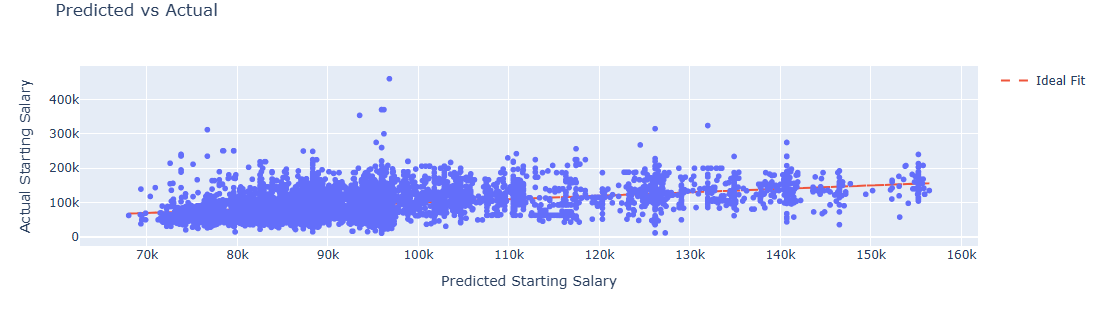 Predicted vs Actual
Ideal Fit
Actual Starting Salary
400k
300k
200k
100k
0
70k 80k 90k 100k 110k 120k 130k 140k 150k 160k
Predicted Starting Salary